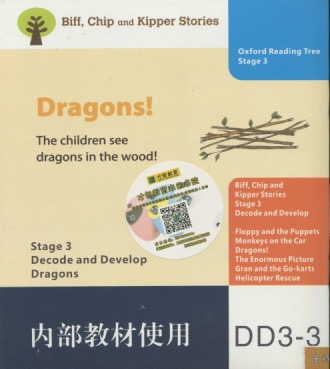 Biff, Chip and Kipper Stories
Oxford Reading Tree
Stage 3
Dragons!
The children see
dragons in the wood!
Biff, Chip and
Kipper Stories
Stage 3
Decode and Develop
Floppy and the Puppets
Monkeys on the Car
Dragons!
The Enormous Picture
Gran and the Go-karts
Helicopter Rescue
Stage 3
Decode and Develop
Dragons
内部教材使用
DD3-3